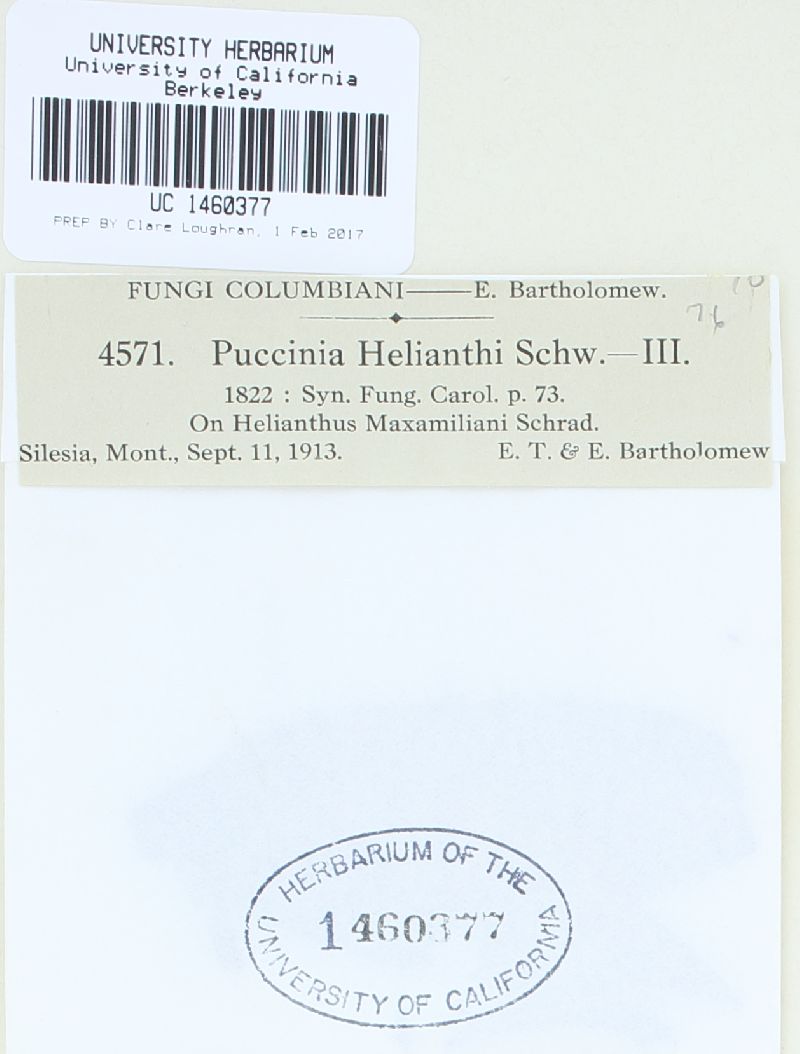 UNIVERSITY HERBARIUM
University of California
Berkeley
UC 1460377
PREP BY Clare Loughran, 1 Feb 2017
FUNGI COLUMBIANI——E. Bartholomew.
76
4571. Puccinia Helianthi Schw.—III.
1822 : Syn. Fung. Carol. p. 73.
On Helianthus Maxamiliani Schrad.
Silesia, Mont., Sept. 11, 1913. E. T. & E. Bartholomew
HERBARIUM OF THE
1460377
UNIVERSITY OF CALIFORNIA